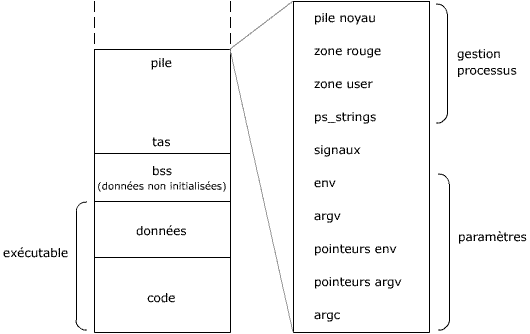 pile
tas
bss
(données non initialisées)
données
code
exécutable
pile noyau
zone rouge
zone user
ps_strings
signaux
env
argv
pointeurs env
pointeurs argv
argc
gestion
processus
paramètres